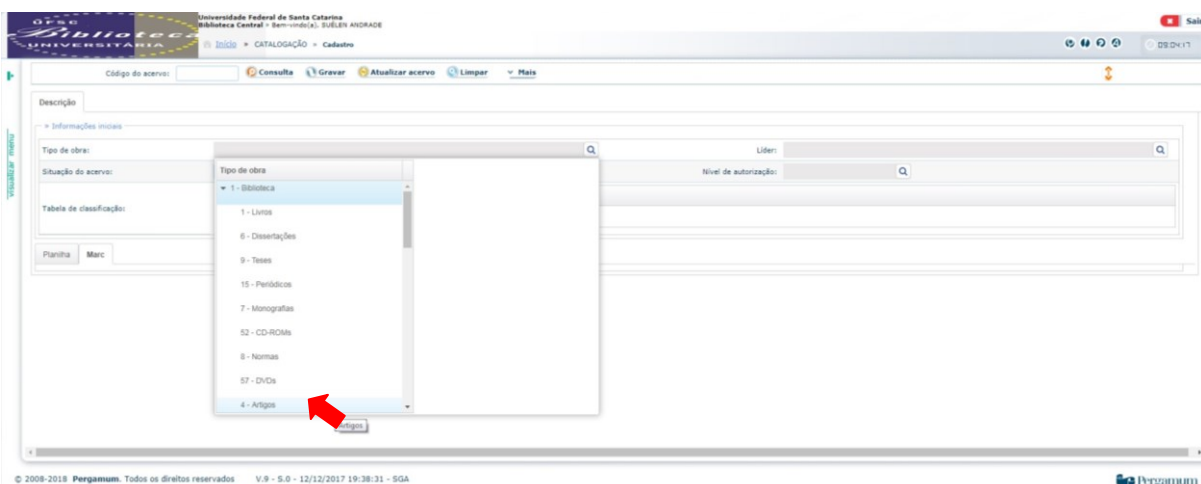 UFSC
Biblioteca
UNIVERSITÁRIA
Universidade Federal de Santa Catarina
Biblioteca Central > Bem-vindo(a), SUÉLEN ANDRADE
Início » CATALOGAÇÃO » Cadastro
Sair
09:04:17
visualizar menu
Código do acervo:
Consulta Gravar Atualizar acervo Limpar Mais
Descrição
» Informações iniciais
Tipo de obra: Líder:
Situação do acervo: Nível de autorização:
Tabela de classificação:
Tipo de obra
1 - Biblioteca
1 - Livros
6 - Dissertações
9 - Teses
15 - Periódicos
7 - Monografias
52 - CD-ROMs
8 - Normas
57 - DVDs
4 - Artigos
Planilha Marc
© 2008-2018 Pergamum. Todos os direitos reservados V.9 - S.0 - 12/12/2017 19:38:31 - SGA
Pergamum